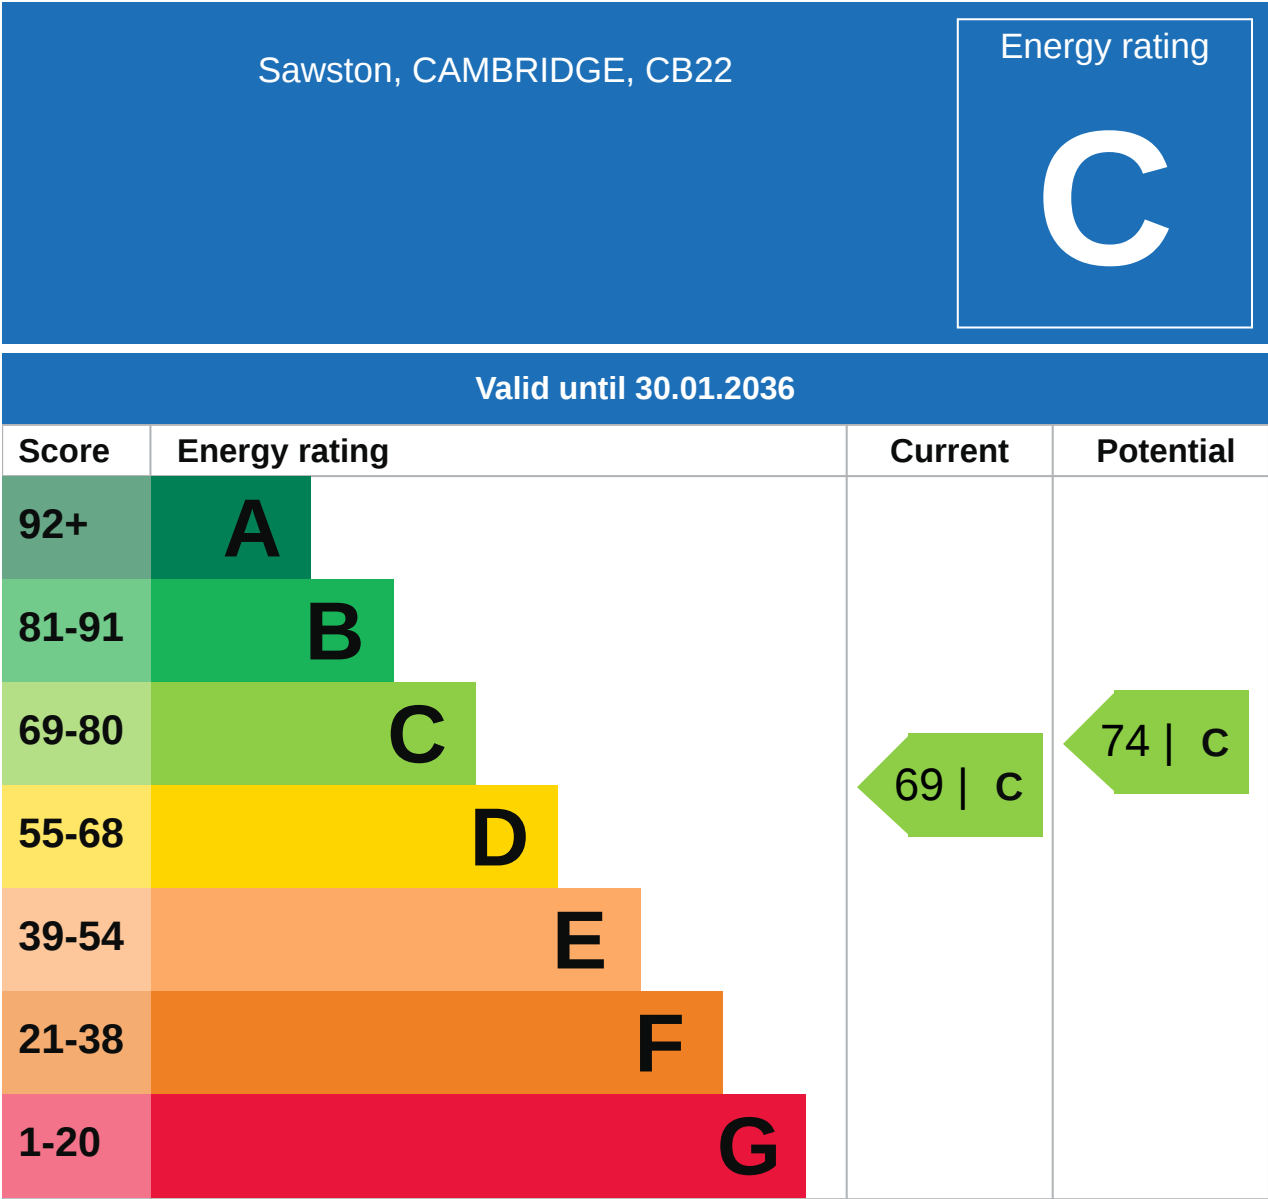 Sawston, CAMBRIDGE, CB22
Energy rating
C
Valid until 30.01.2036
Score Energy rating Current Potential
92+ A
81-91 B
69-80 C
74 | C
69 | C
55-68 D
39-54 E
21-38 F
1-20 G